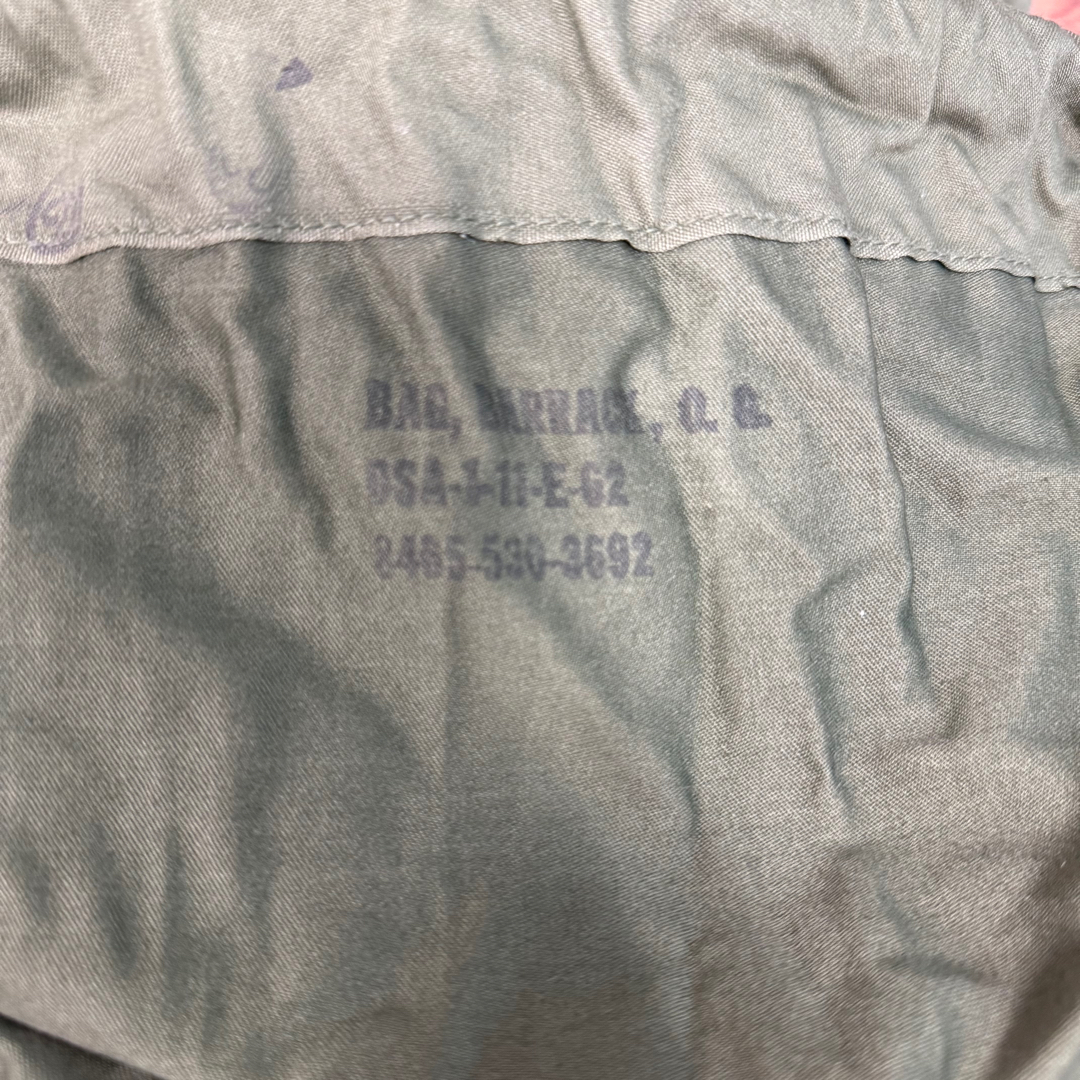 BAG, BARRACK, O. G.
DSA-1-11-E-62
8465-530-3692